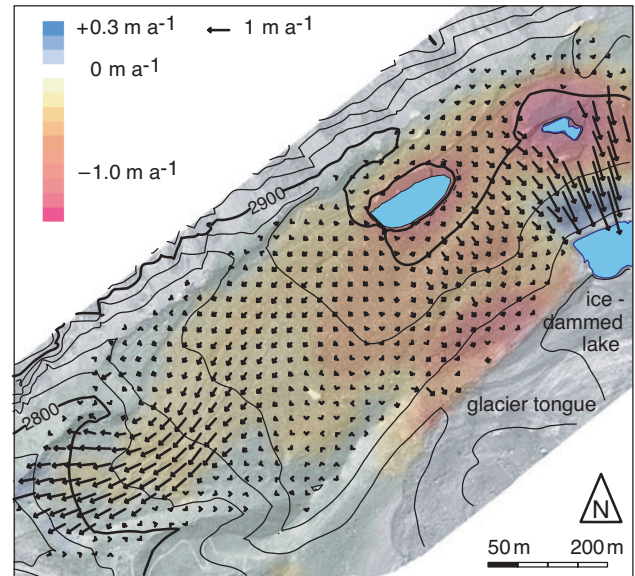 +0.3 m a-1
1 m a-1
0 m a-1
−1.0 m a-1
2900
ice -
dammed
lake
glacier tongue
2800
N
50 m 200 m